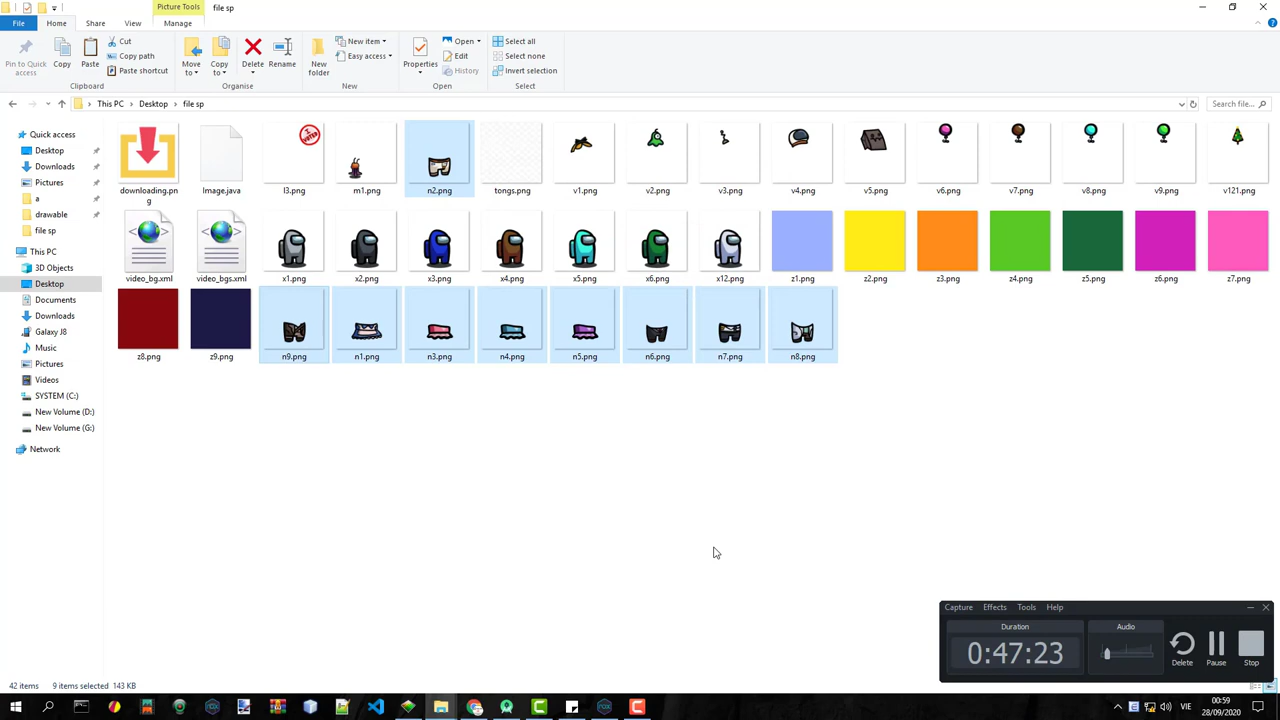 Picture Tools file sp
File Home Share View Manage
Pin to Quick access Copy Paste Cut Copy path Paste shortcut
Move to Copy to Delete Rename New folder New item Easy access
Properties Open Edit History Select all Select none Invert selection
Clipboard Organise New Open Select
This PC Desktop file sp Search file...
Quick access
Desktop
Downloads
Pictures
a
drawable
file sp
This PC
3D Objects
Desktop
Documents
Downloads
Galaxy J8
Music
Pictures
Videos
SYSTEM (C:)
New Volume (D:)
New Volume (G:)
Network
I VOTED
downloading.png Image.java l3.png m1.png n2.png tongs.png v1.png v2.png v3.png v4.png v5.png v6.png v7.png v8.png v9.png v121.png
video_bg.xml video_bgs.xml x1.png x2.png x3.png x4.png x5.png x6.png x12.png z1.png z2.png z3.png z4.png z5.png z6.png z7.png
z8.png z9.png n9.png n1.png n3.png n4.png n5.png n6.png n7.png n8.png
Capture Effects Tools Help
Duration Audio
0:47:23
Delete Pause Stop
42 items 9 items selected 143 KB
VIE
00:59
28/09/2020